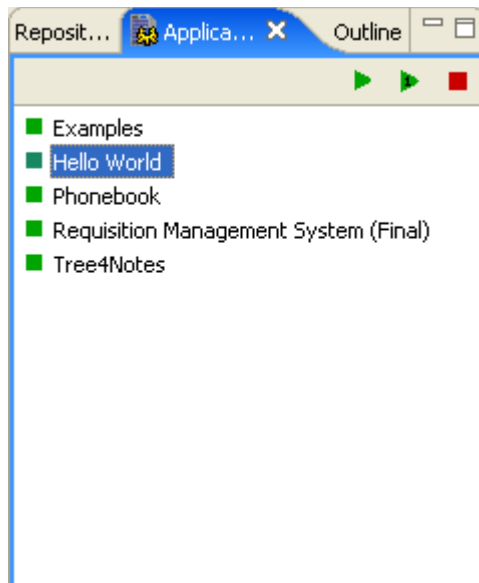 Reposit... Applica... Outline
Examples
Hello World
Phonebook
Requisition Management System (Final)
Tree4Notes